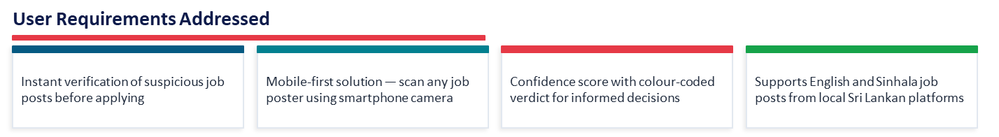 User Requirements Addressed
Instant verification of suspicious job
posts before applying
Mobile-first solution — scan any job
poster using smartphone camera
Confidence score with colour-coded
verdict for informed decisions
Supports English and Sinhala job
posts from local Sri Lankan platforms